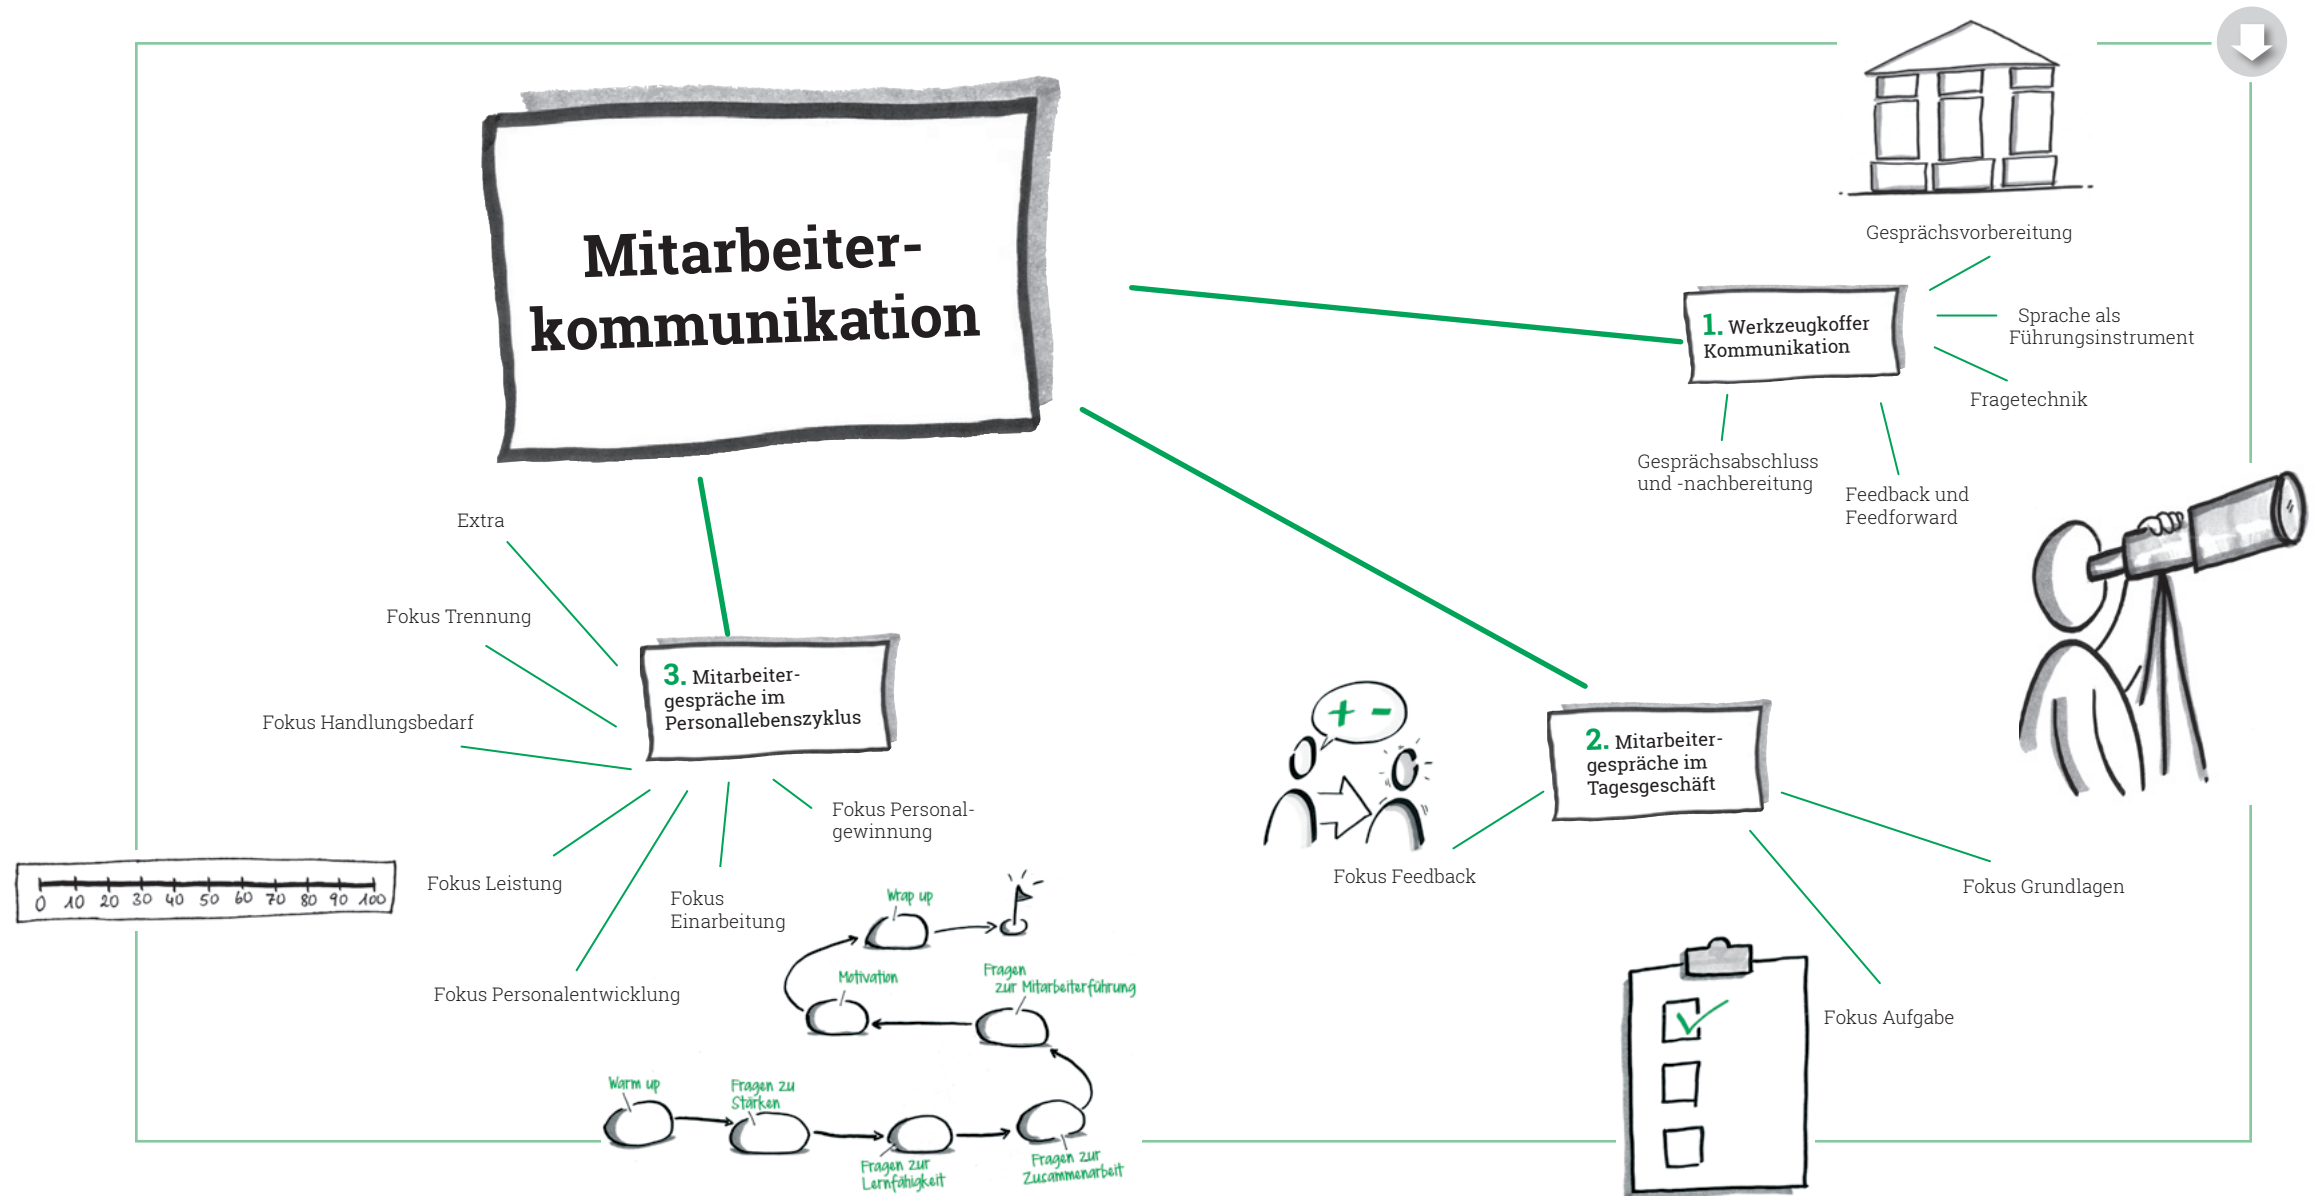 Mitarbeiter-
kommunikation
Gesprächsvorbereitung
1. Werkzeugkoffer
Kommunikation
Sprache als
Führungsinstrument
Fragetechnik
Gesprächsabschluss
und -nachbereitung
Feedback und
Feedforward
Extra
Fokus Trennung
Fokus Handlungsbedarf
3. Mitarbeiter-
gespräche im
Personallebenszyklus
Fokus Personal-
gewinnung
Fokus Leistung
Fokus
Einarbeitung
Fokus Personalentwicklung
0 10 20 30 40 50 60 70 80 90 100
+ -
2. Mitarbeiter-
gespräche im
Tagesgeschäft
Fokus Feedback
Fokus Grundlagen
Fokus Aufgabe
Wrap up
Motivation
Fragen
zur Mitarbeiterführung
Warm up
Fragen zu
Stärken
Fragen zur
Lernfähigkeit
Fragen zur
Zusammenarbeit